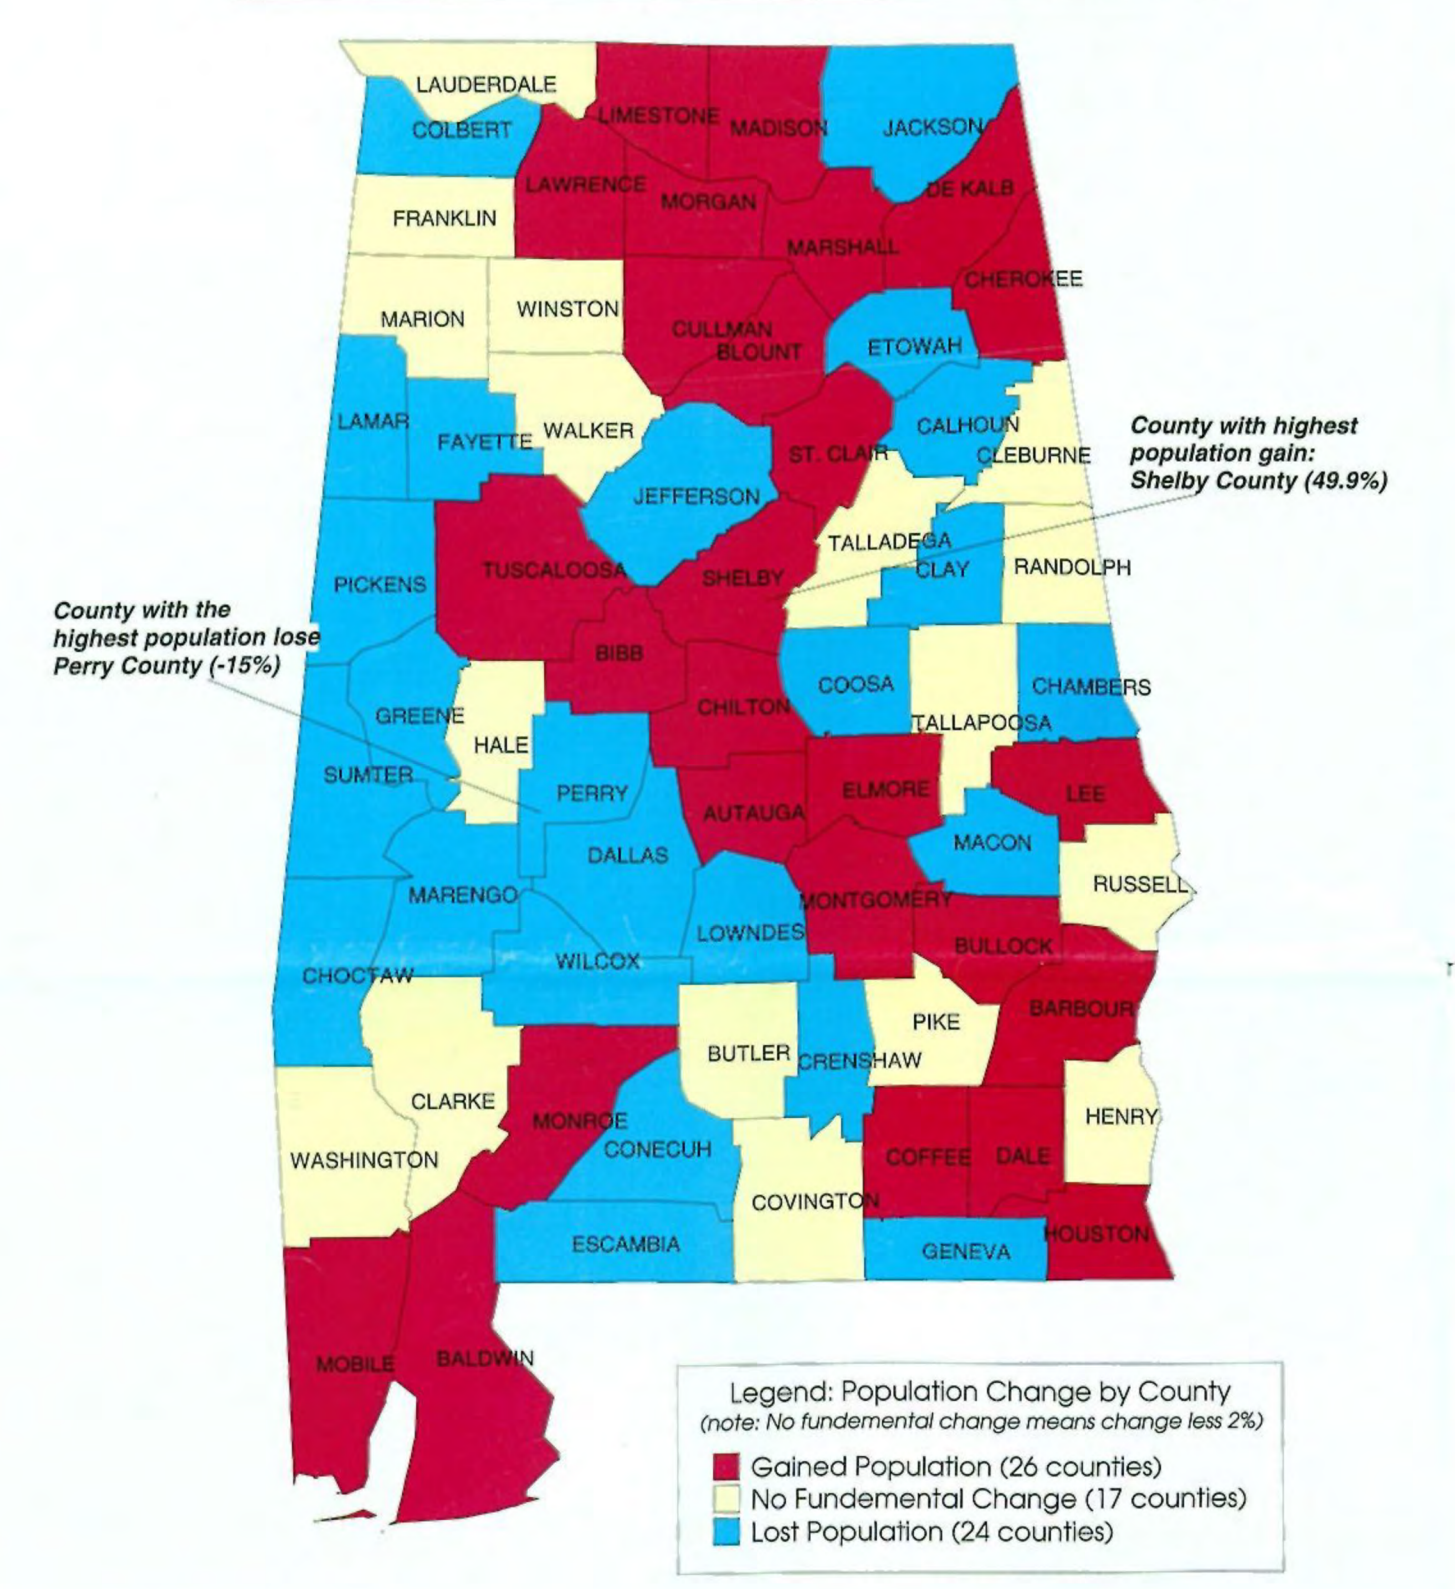 LAUDERDALE
LIMESTONE
MADISON
JACKSON
COLBERT
LAWRENCE
MORGAN
DE KALB
FRANKLIN
MARSHALL
CHEROKEE
MARION
WINSTON
CULLMAN
BLOUNT
ETOWAH
LAMAR
FAYETTE
WALKER
ST. CLAIR
CALHOUN
CLEBURNE
County with highest
population gain:
Shelby County (49.9%)
JEFFERSON
TALLADEGA
CLAY
RANDOLPH
PICKENS
TUSCALOOSA
SHELBY
County with the
highest population lose
Perry County (-15%)
BIBB
COOSA
CHAMBERS
GREENE
CHILTON
TALLAPOOSA
HALE
SUMTER
PERRY
AUTAUGA
ELMORE
LEE
DALLAS
MACON
MARENGO
MONTGOMERY
RUSSELL
LOWNDES
BULLOCK
CHOCTAW
WILCOX
BARBOUR
PIKE
BUTLER
CRENSHAW
CLARKE
MONROE
HENRY
WASHINGTON
CONECUH
COFFEE
DALE
COVINGTON
ESCAMBIA
GENEVA
HOUSTON
MOBILE
BALDWIN
Legend: Population Change by County
(note: No fundemental change means change less 2%)
Gained Population (26 counties)
No Fundemental Change (17 counties)
Lost Population (24 counties)